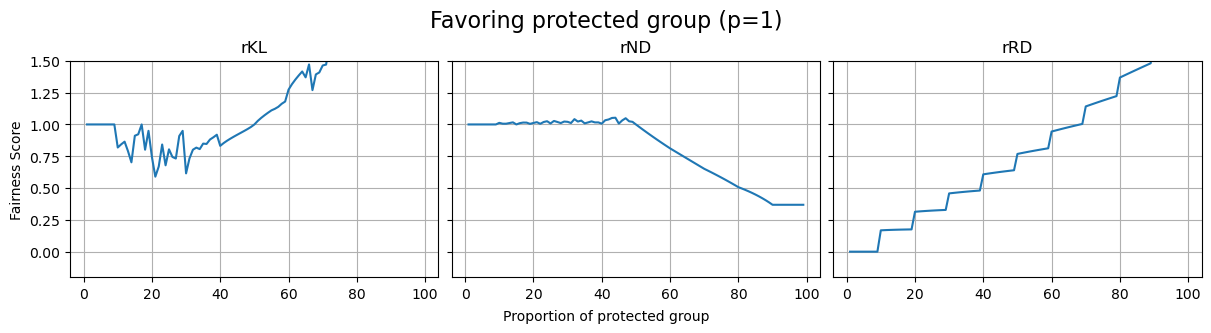 Favoring protected group (p=1)
rKL
rND
rRD
Fairness Score
1.50
1.25
1.00
0.75
0.50
0.25
0.00
0 20 40 60 80 100
0 20 40 60 80 100
0 20 40 60 80 100
Proportion of protected group